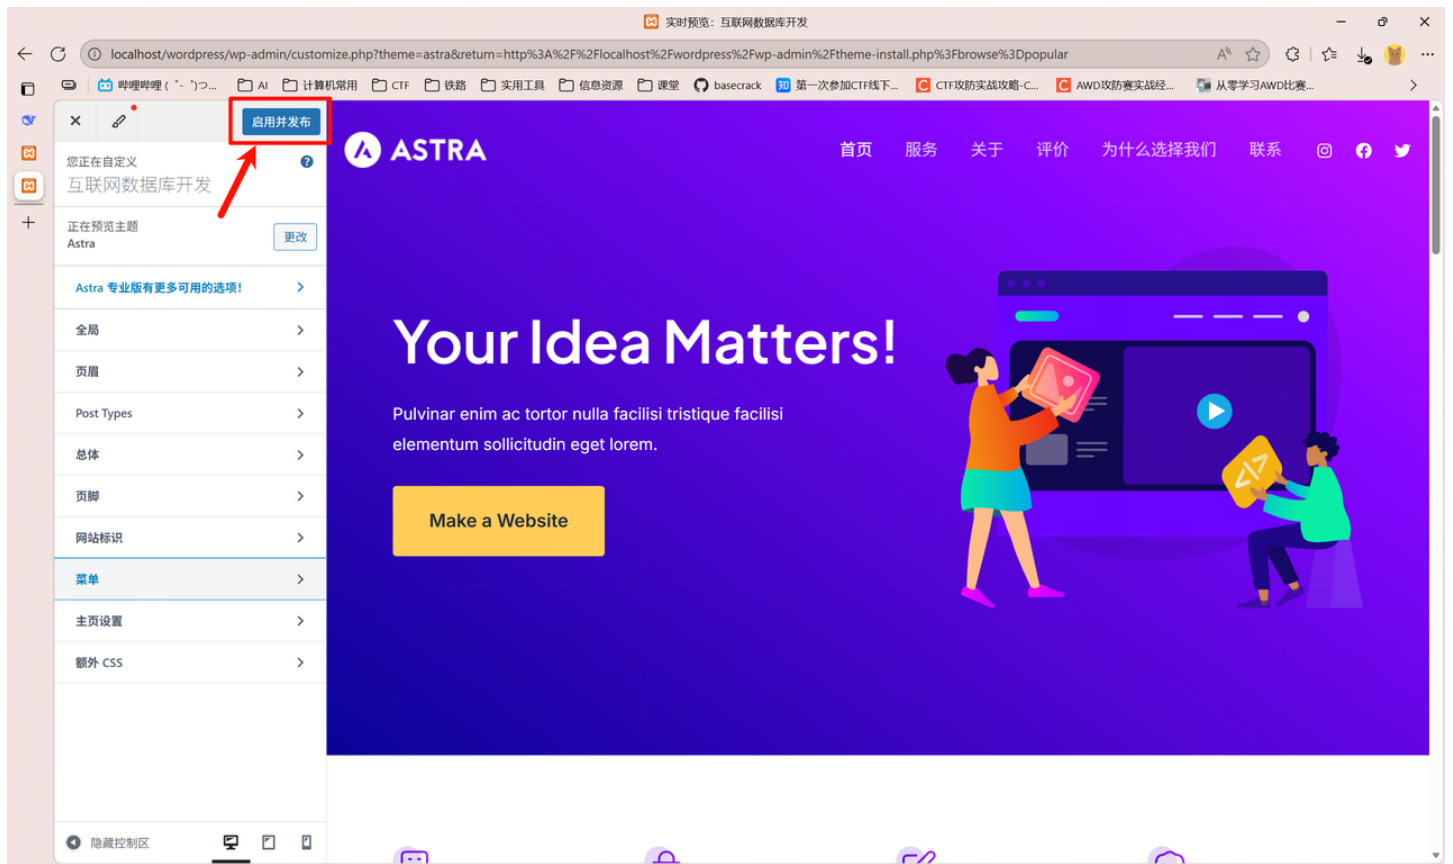 实时预览：互联网数据库开发
localhost/wordpress/wp-admin/customize.php?theme=astra&return=http%3A%2F%2Flocalhost%2Fwordpress%2Fwp-admin%2Ftheme-install.php%3Fbrowse%3Dpopular
哔哩哔哩 ( ゜- ゜)つ... AI 计算机常用 CTF 铁路 实用工具 信息资源 课堂 basecrack 知 第一次参加CTF线下... C CTF攻防实战攻略-C... C AWD攻防赛实战经... 从零学习AWD比赛...
启用并发布
您正在自定义
互联网数据库开发
正在预览主题
Astra
更改
Astra 专业版有更多可用的选项！
全局
页眉
Post Types
总体
页脚
网站标识
菜单
主页设置
额外 CSS
隐藏控制区
ASTRA
首页 服务 关于 评价 为什么选择我们 联系
Your Idea Matters!
Pulvinar enim ac tortor nulla facilisi tristique facilisi
elementum sollicitudin eget lorem.
Make a Website